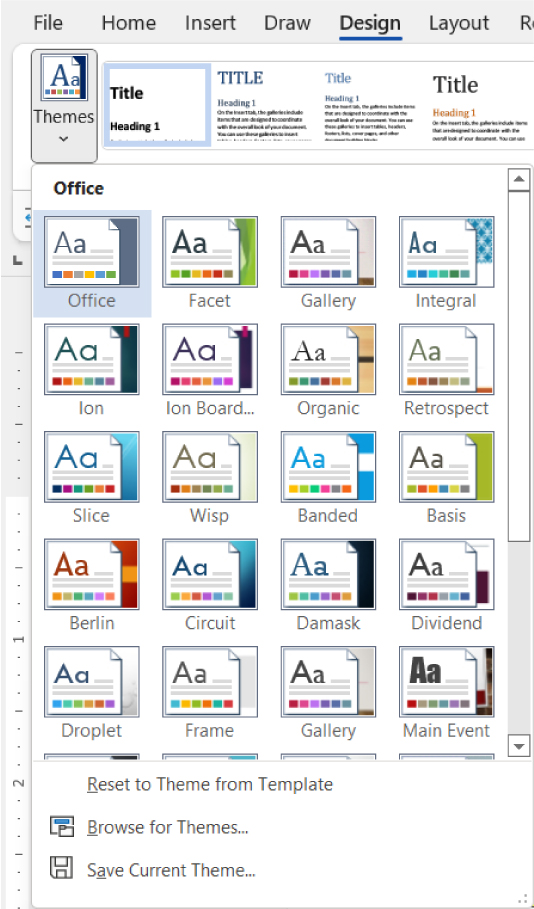 File Home Insert Draw Design Layout
Themes
Title
Heading 1
TITLE
Heading 1
On the Insert tab, the galleries include
items that are designed to coordinate
with the overall look of your document.
You can use these galleries to insert
Title
Heading 1
On the Insert tab, the galleries include items
that are designed to coordinate with the
overall look of your document. You can use
these galleries to insert tables, headers,
footers, lists, cover pages, and other
document building blocks.
Title
Heading 1
On the Insert tab, the galleries include items
that are designed to coordinate with the
overall look of your document. You can use
Office
Aa Aa Aa Aa
Office Facet Gallery Integral
Aa Aa Aa Aa
Ion Ion Board... Organic Retrospect
Aa Aa Aa Aa
Slice Wisp Banded Basis
Aa Aa Aa Aa
Berlin Circuit Damask Dividend
Aa Aa Aa Aa
Droplet Frame Gallery Main Event
Reset to Theme from Template
Browse for Themes...
Save Current Theme...
1
2